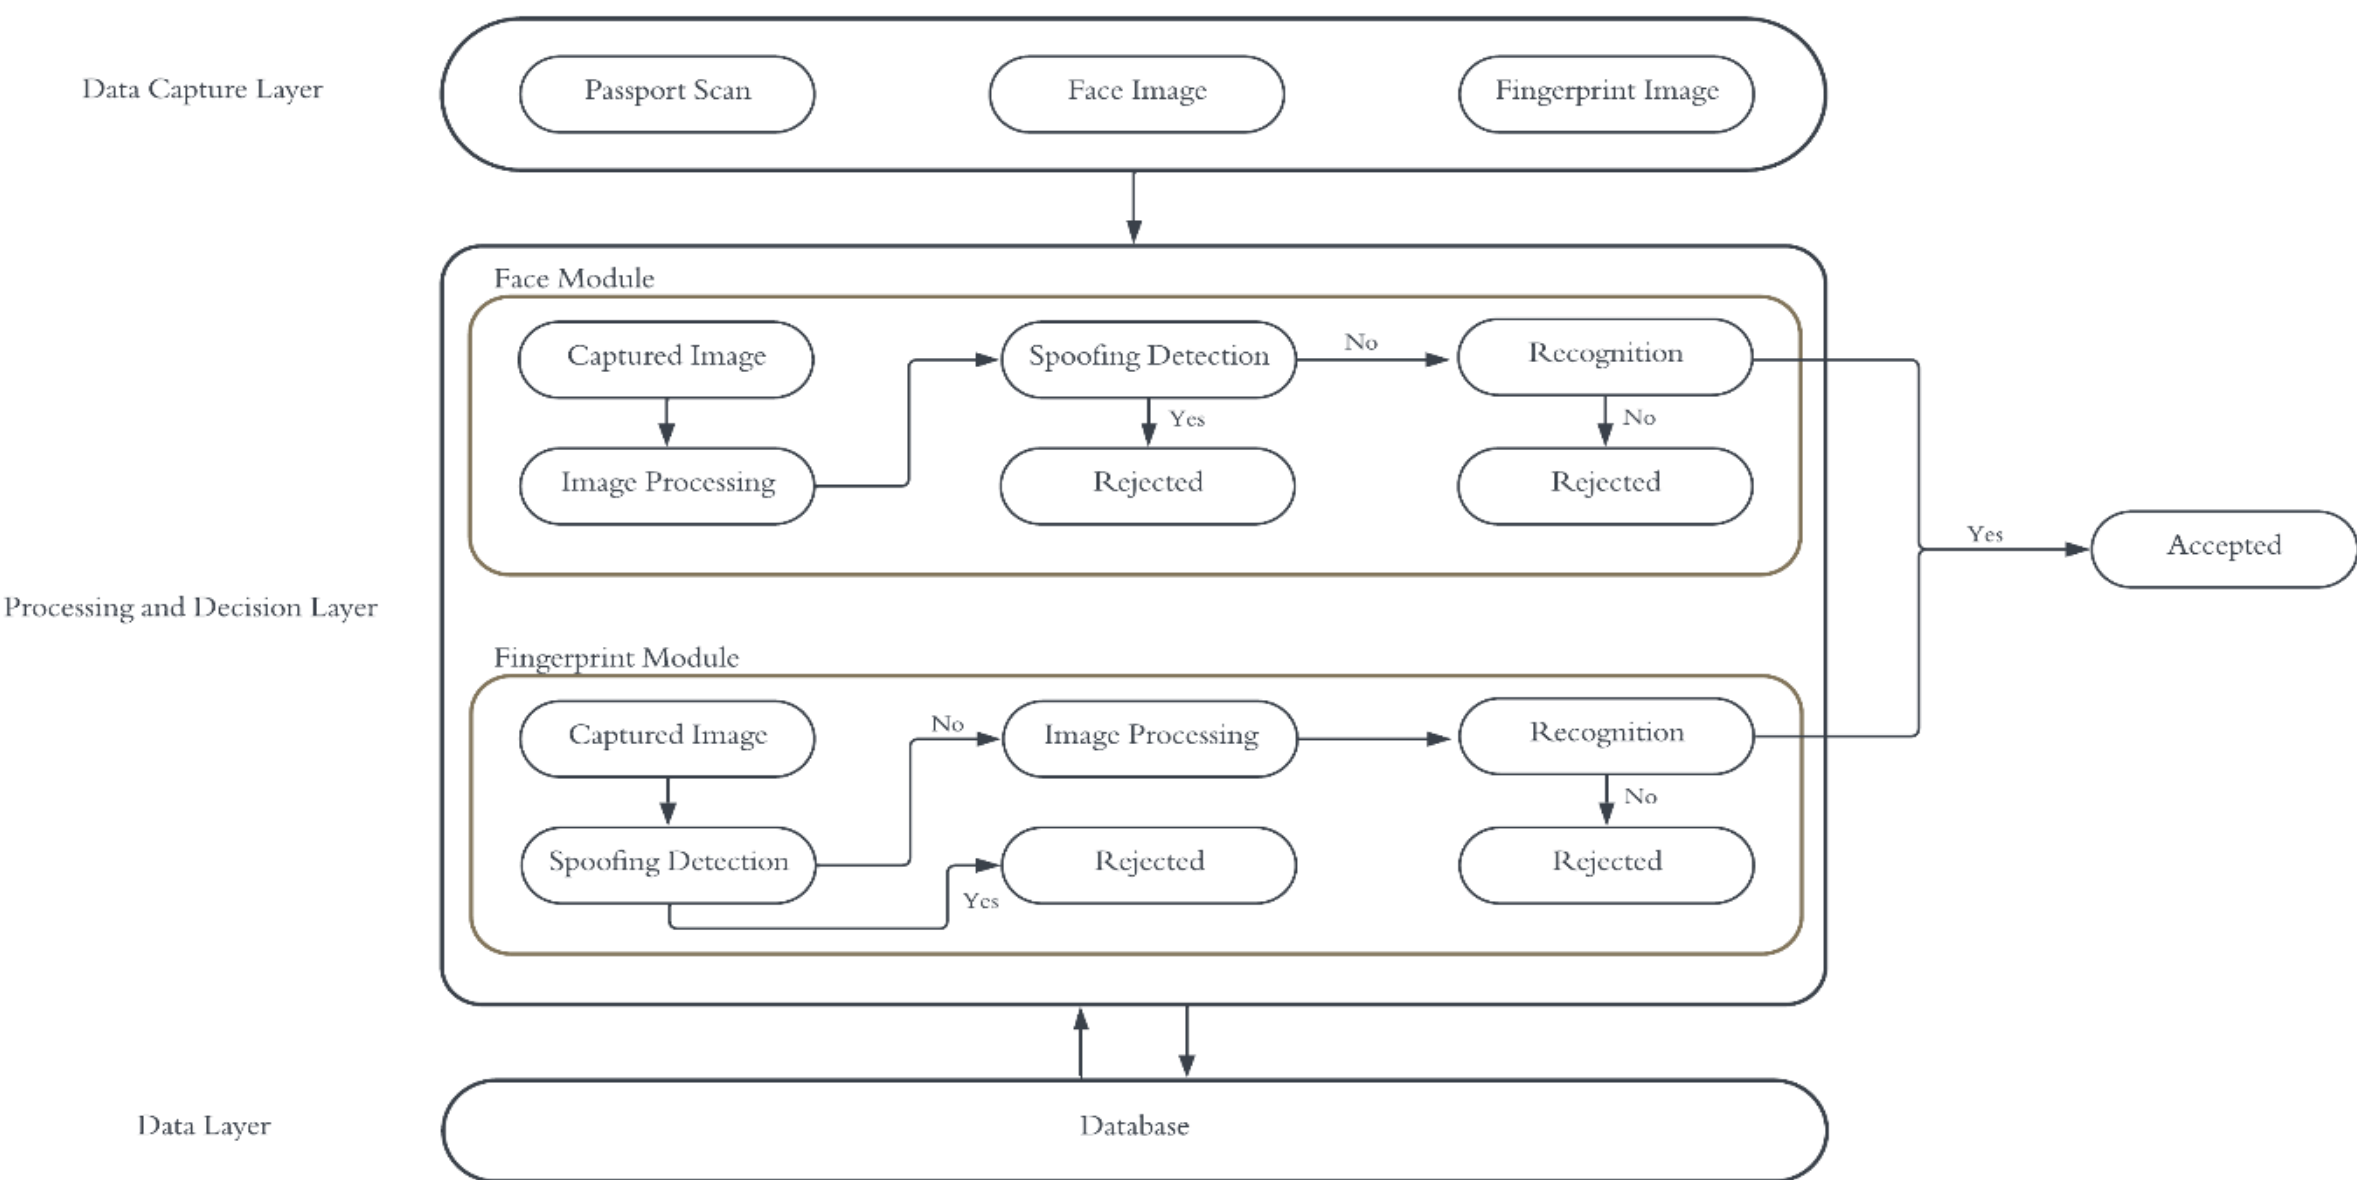 Data Capture Layer
Passport Scan
Face Image
Fingerprint Image
Face Module
Captured Image
Spoofing Detection
No
Recognition
Yes
No
Image Processing
Rejected
Rejected
Yes
Accepted
Processing and Decision Layer
Fingerprint Module
Captured Image
No
Image Processing
Recognition
No
Spoofing Detection
Rejected
Rejected
Yes
Data Layer
Database